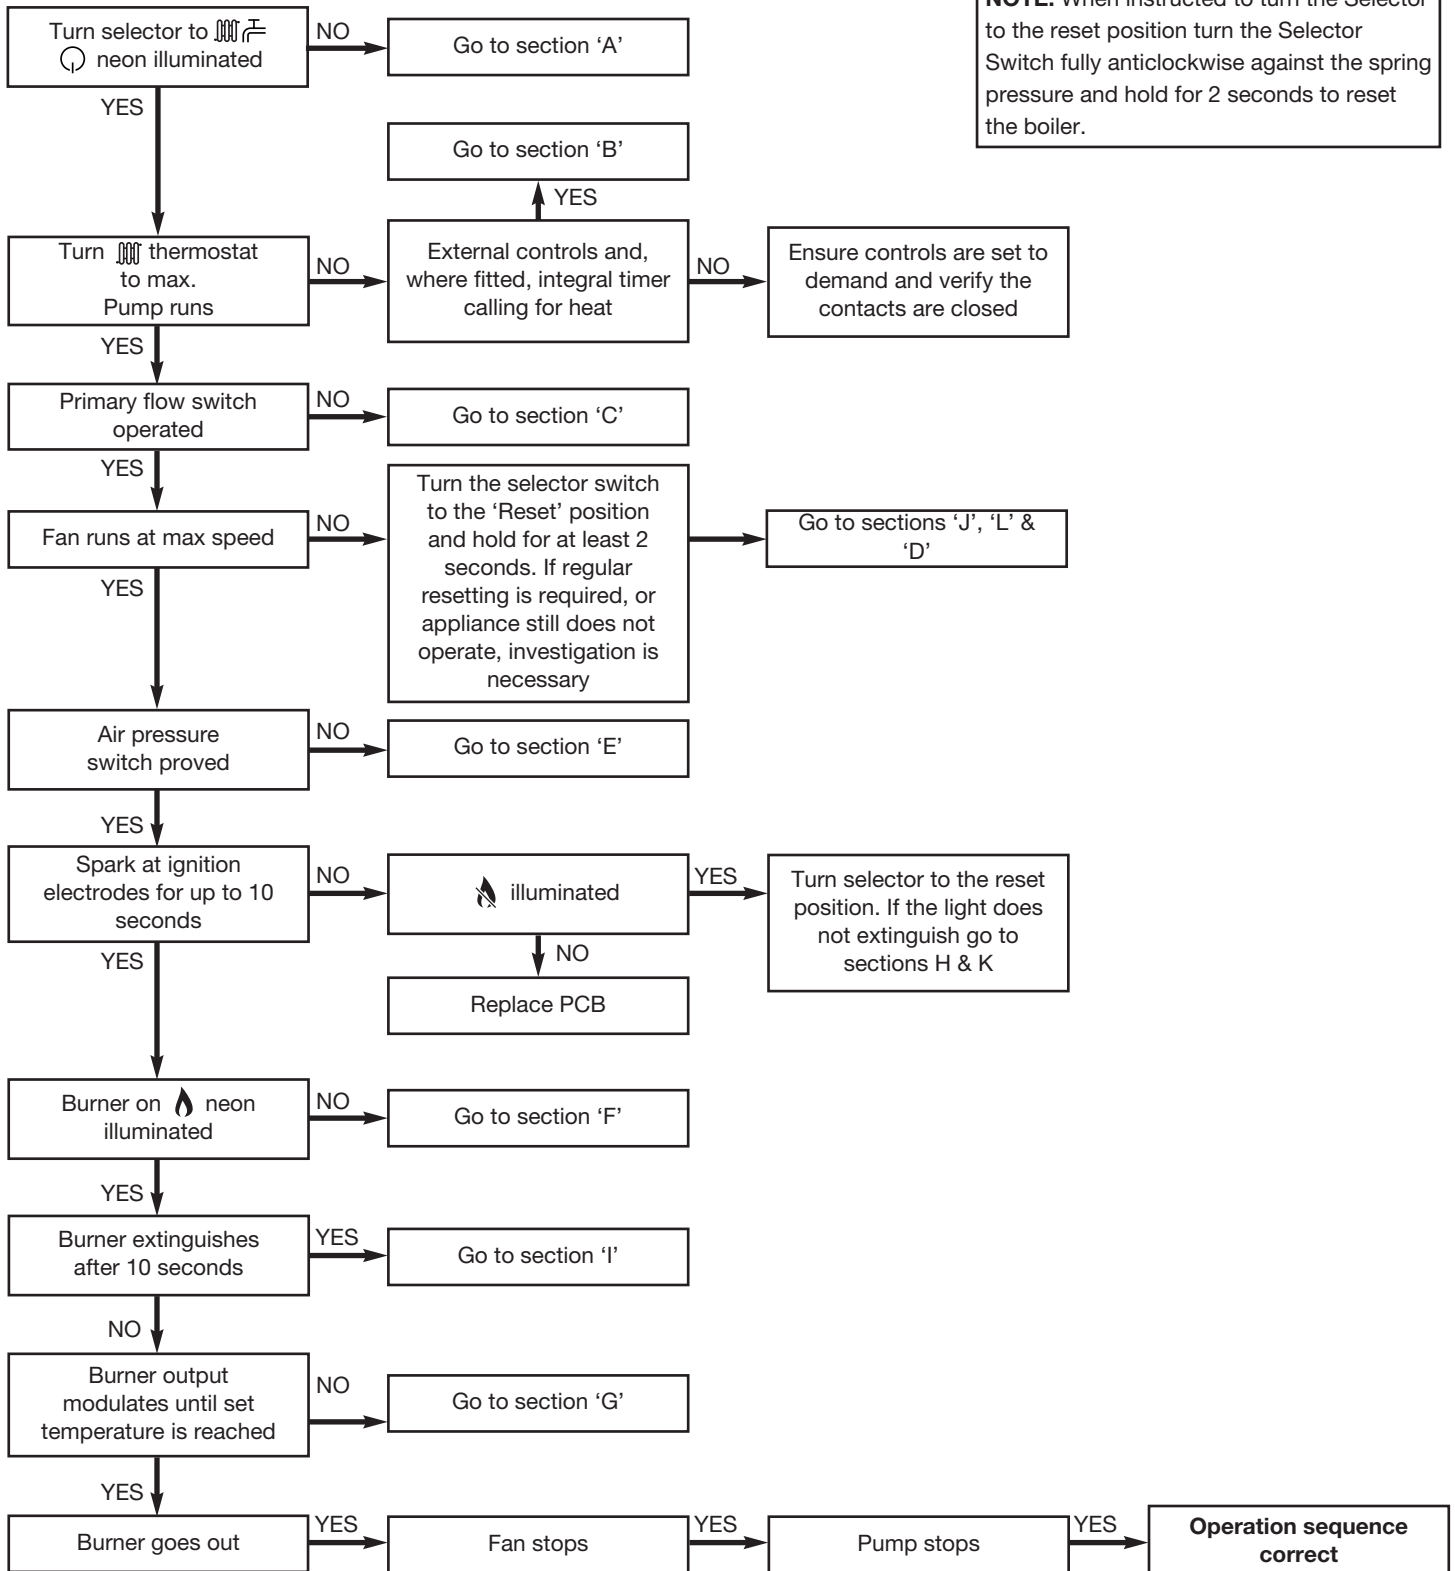 Turn selector to
neon illuminated
NO
Go to section ‘A’
NOTE: When instructed to turn the Selector
to the reset position turn the Selector
Switch fully anticlockwise against the spring
pressure and hold for 2 seconds to reset
the boiler.
YES
Go to section ‘B’
YES
Turn thermostat
to max.
Pump runs
NO
External controls and,
where fitted, integral timer
calling for heat
NO
Ensure controls are set to
demand and verify the
contacts are closed
YES
Primary flow switch
operated
NO
Go to section ‘C’
YES
Fan runs at max speed
NO
Turn the selector switch
to the ‘Reset’ position
and hold for at least 2
seconds. If regular
resetting is required, or
appliance still does not
operate, investigation is
necessary
Go to sections ‘J’, ‘L’ &
‘D’
YES
Air pressure
switch proved
NO
Go to section ‘E’
YES
Spark at ignition
electrodes for up to 10
seconds
NO
illuminated
YES
Turn selector to the reset
position. If the light does
not extinguish go to
sections H & K
NO
Replace PCB
YES
Burner on neon
illuminated
NO
Go to section ‘F’
YES
Burner extinguishes
after 10 seconds
YES
Go to section ‘I’
NO
Burner output
modulates until set
temperature is reached
NO
Go to section ‘G’
YES
Burner goes out
YES
Fan stops
YES
Pump stops
YES
Operation sequence
correct